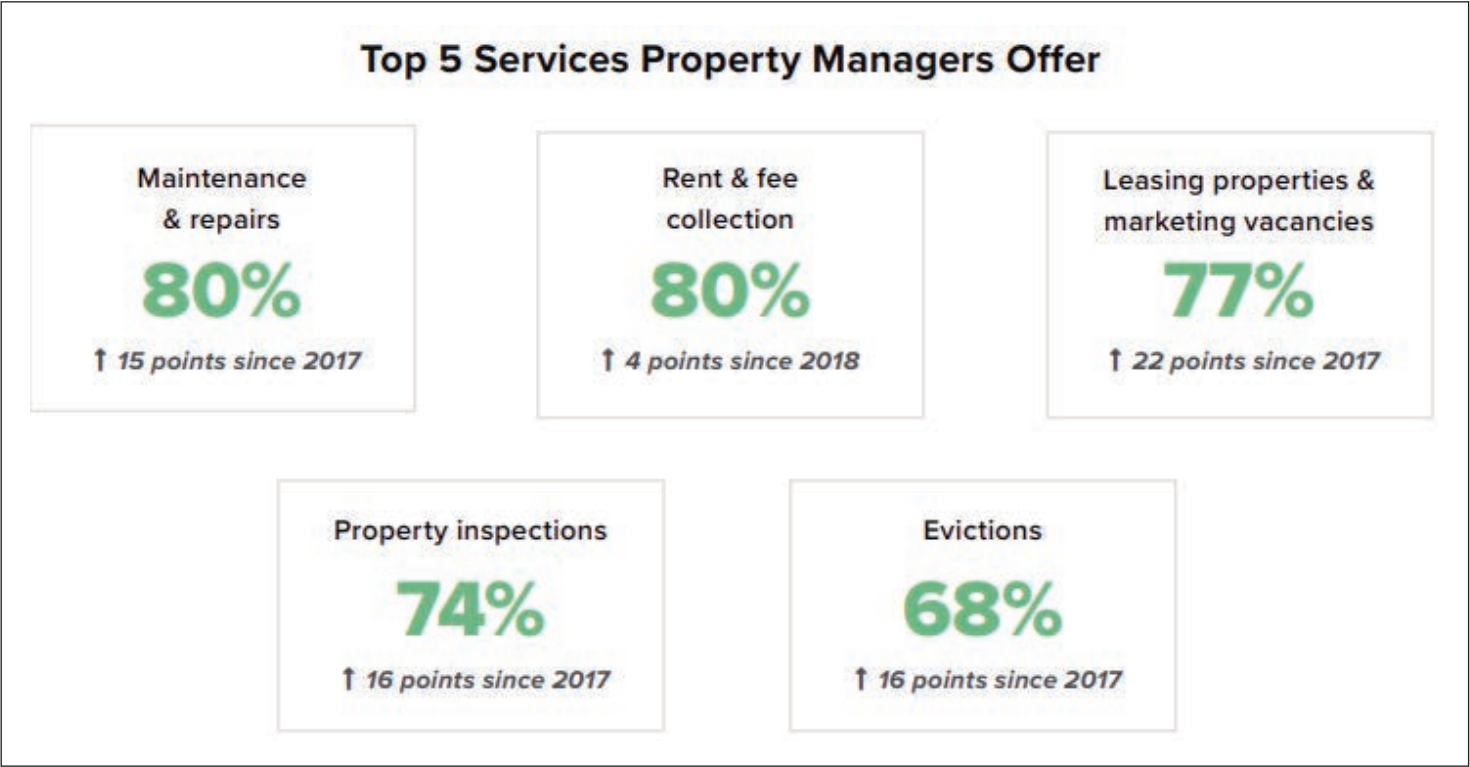 Top 5 Services Property Managers Offer
Maintenance
& repairs
80%
↑ 15 points since 2017
Rent & fee
collection
80%
↑ 4 points since 2018
Leasing properties &
marketing vacancies
77%
↑ 22 points since 2017
Property inspections
74%
↑ 16 points since 2017
Evictions
68%
↑ 16 points since 2017